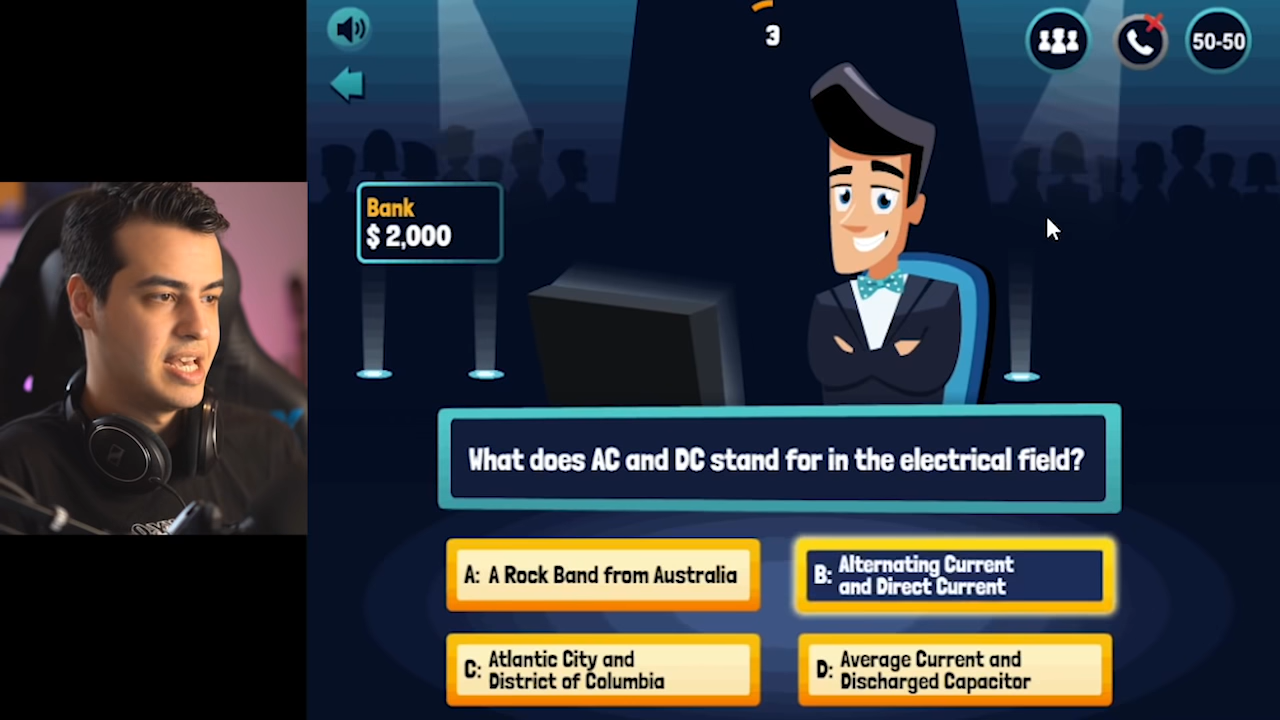 3
50-50
Bank
$ 2,000
What does AC and DC stand for in the electrical field?
A: A Rock Band from Australia
B: Alternating Current
and Direct Current
C: Atlantic City and
District of Columbia
D: Average Current and
Discharged Capacitor